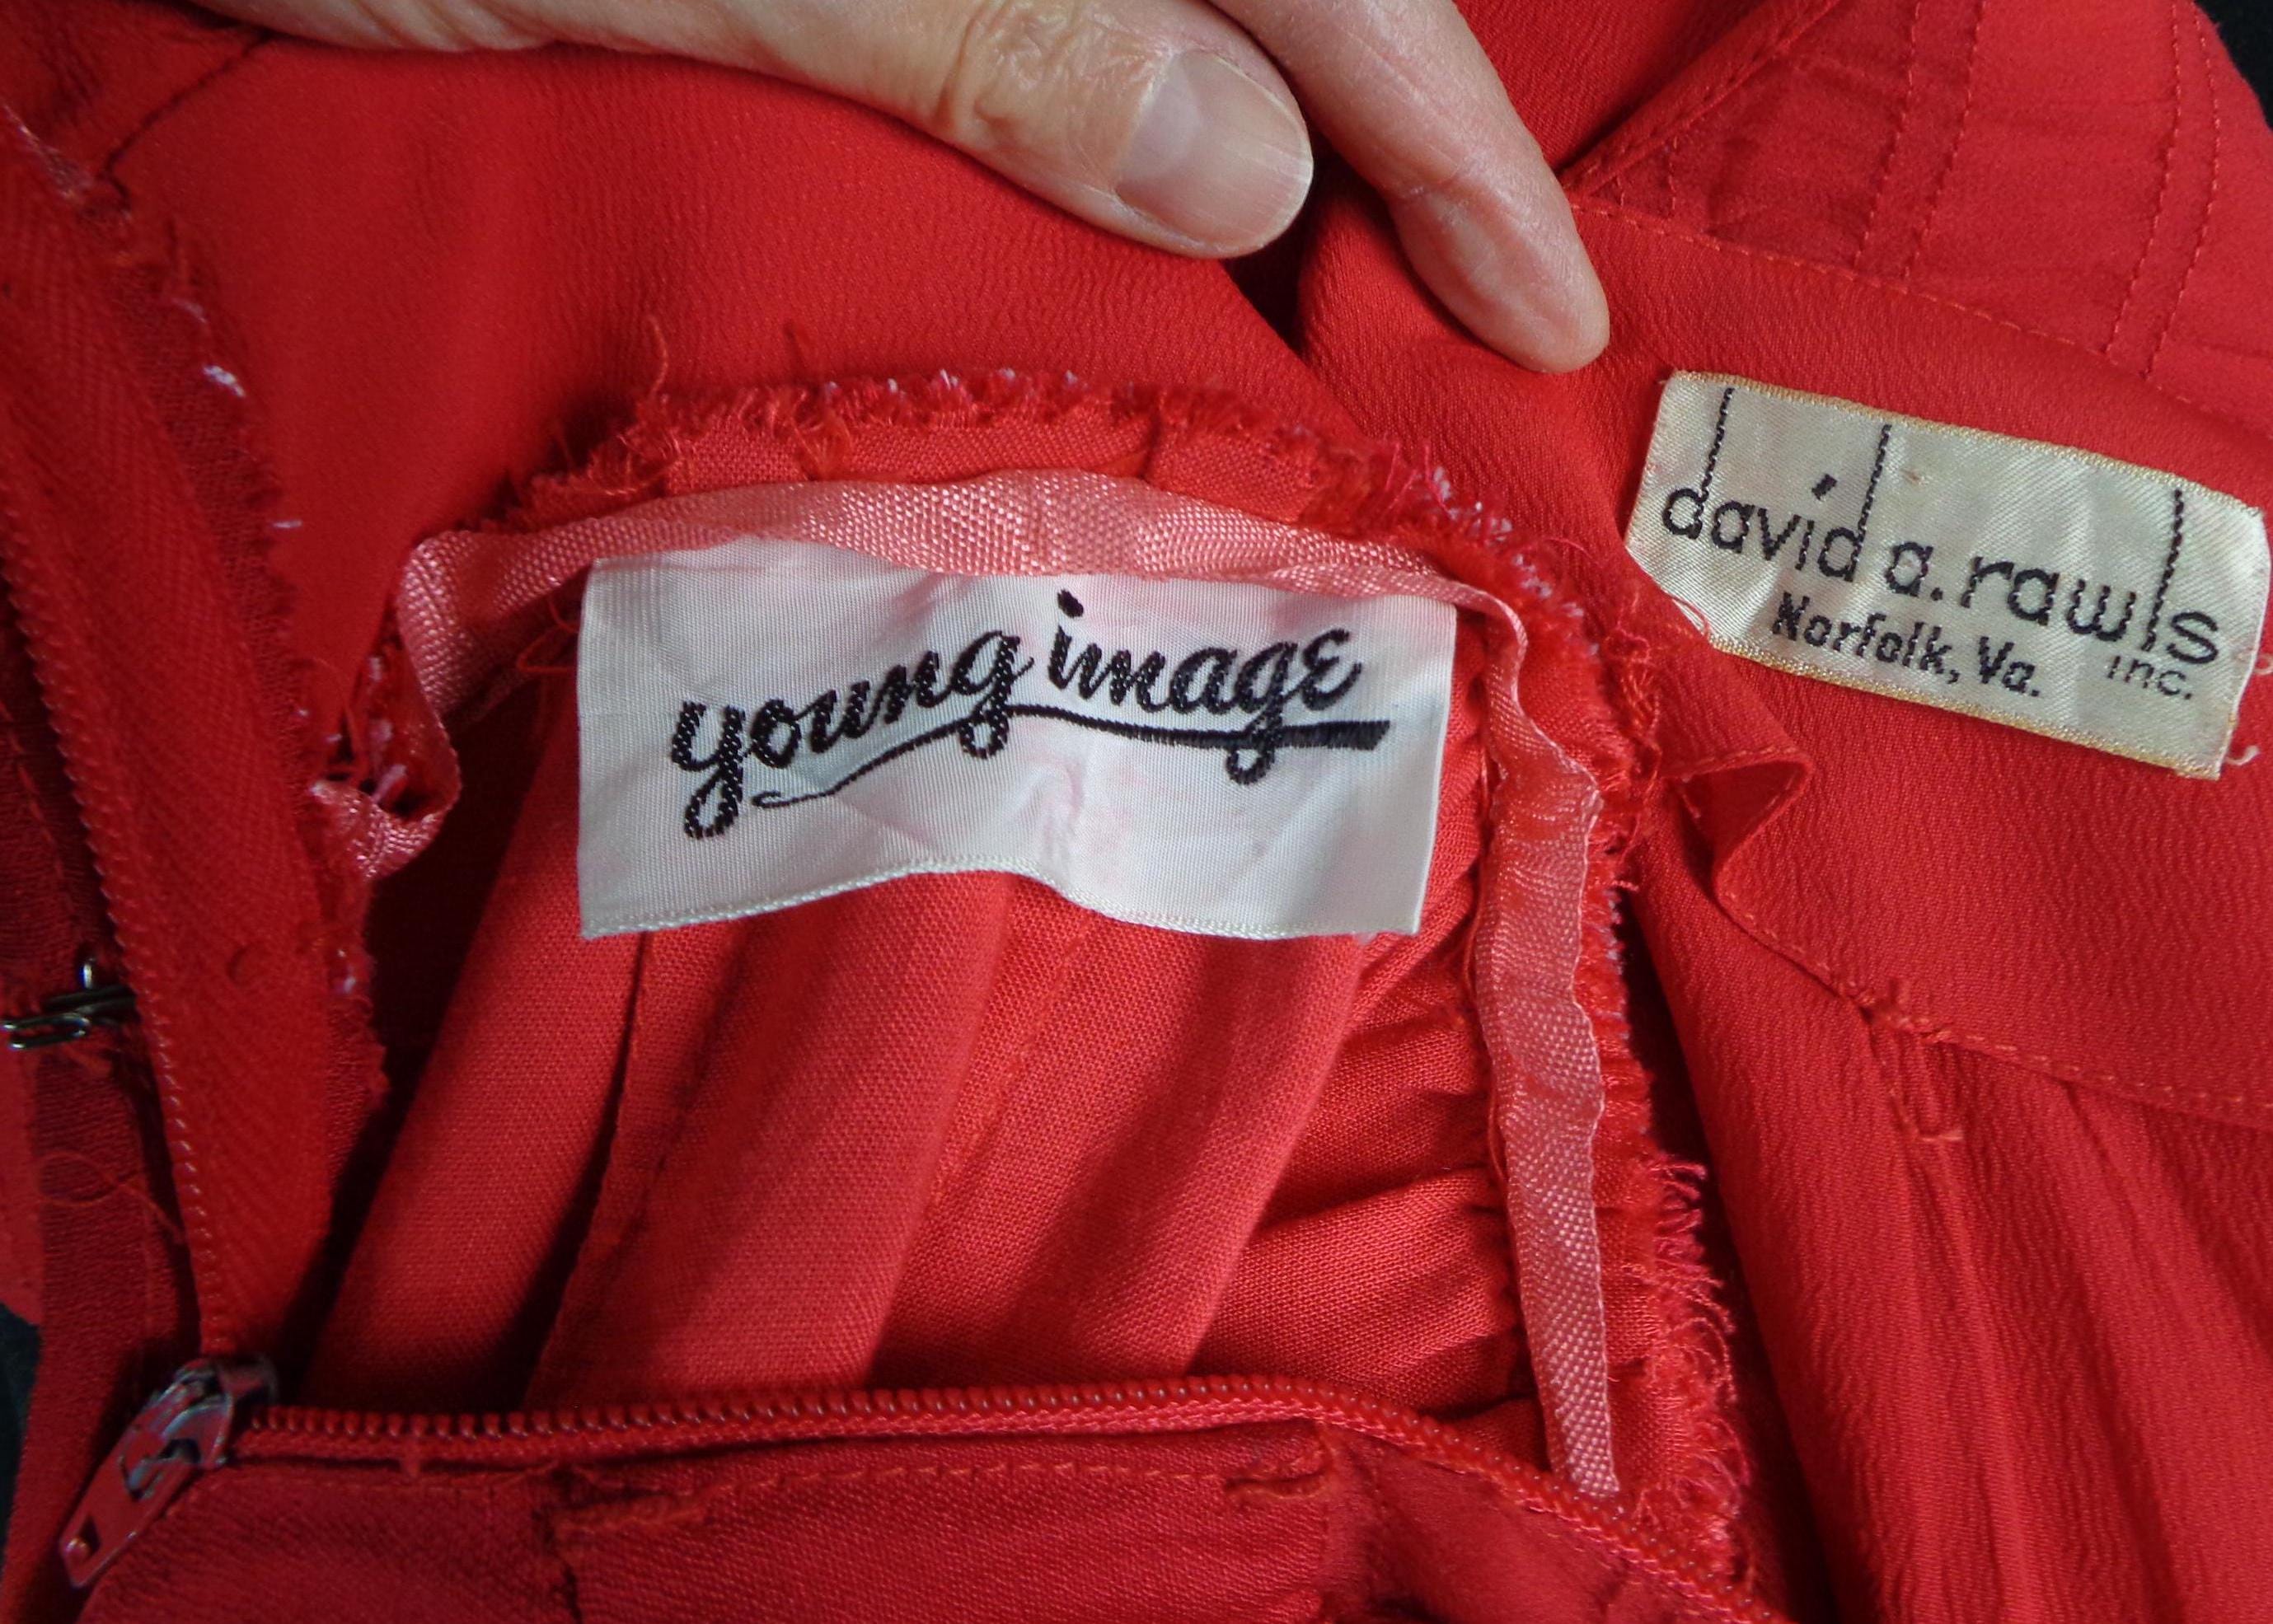 young image
david a. rawls
inc.
Norfolk, Va.